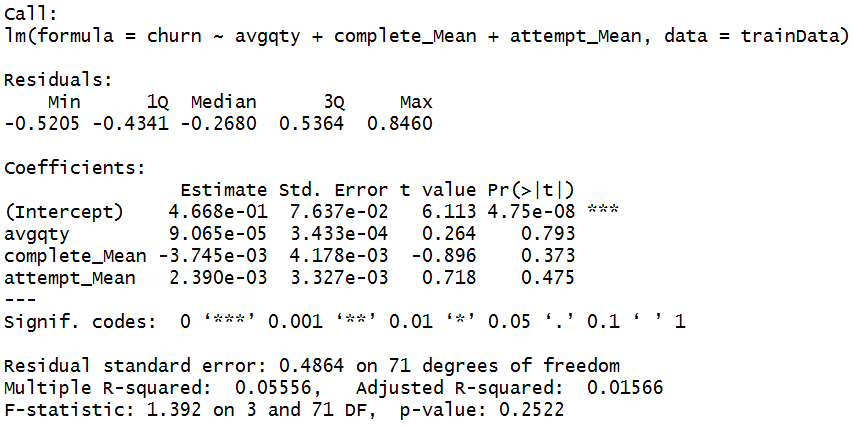 Call:
lm(formula = churn ~ avgqty + complete_Mean + attempt_Mean, data = trainData)
Residuals:
    Min      1Q  Median      3Q     Max
-0.5205 -0.4341 -0.2680  0.5364  0.8460
Coefficients:
                Estimate Std. Error t value Pr(>|t|)
(Intercept)    4.668e-01  7.637e-02   6.113 4.75e-08 ***
avgqty         9.065e-05  3.433e-04   0.264    0.793
complete_Mean -3.745e-03  4.178e-03  -0.896    0.373
attempt_Mean   2.390e-03  3.327e-03   0.718    0.475
---
Signif. codes:  0 ‘***’ 0.001 ‘**’ 0.01 ‘*’ 0.05 ‘.’ 0.1 ‘ ’ 1
Residual standard error: 0.4864 on 71 degrees of freedom
Multiple R-squared:  0.05556,	Adjusted R-squared:  0.01566
F-statistic: 1.392 on 3 and 71 DF,  p-value: 0.2522